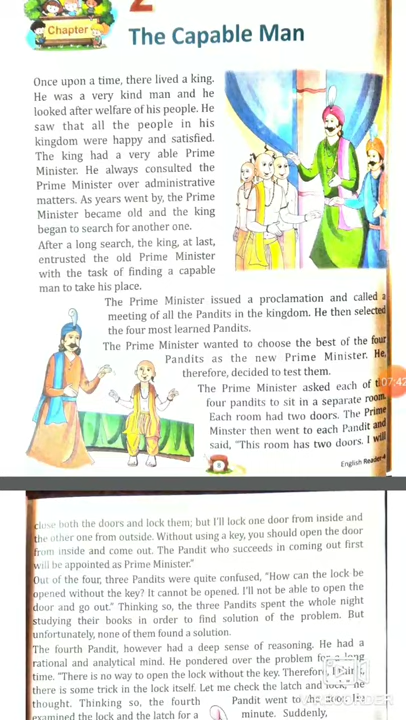 2
Chapter
The Capable Man
Once upon a time, there lived a king.
He was a very kind man and he
looked after welfare of his people. He
saw that all the people in his
kingdom were happy and satisfied.
The king had a very able Prime
Minister. He always consulted the
Prime Minister over administrative
matters. As years went by, the Prime
Minister became old and the king
began to search for another one.
After a long search, the king, at last,
entrusted the old Prime Minister
with the task of finding a capable
man to take his place.
The Prime Minister issued a proclamation and called a
meeting of all the Pandits in the kingdom. He then selected
the four most learned Pandits.
The Prime Minister wanted to choose the best of the four
Pandits as the new Prime Minister. He,
therefore, decided to test them.
07:42
The Prime Minister asked each of
four pandits to sit in a separate room.
Each room had two doors. The Prime
Minster then went to each Pandit and
said, "This room has two doors. I will
8
English Reader-4
close both the doors and lock them; but I'll lock one door from inside and
the other one from outside. Without using a key, you should open the door
from inside and come out. The Pandit who succeeds in coming out first
will be appointed as Prime Minister."
Out of the four, three Pandits were quite confused, "How can the lock be
opened without the key? It cannot be opened. I'll not be able to open the
door and go out." Thinking so, the three Pandits spent the whole night
studying their books in order to find solution of the problem. But
unfortunately, none of them found a solution.
The fourth Pandit, however had a deep sense of reasoning. He had a
rational and analytical mind. He pondered over the problem for a long
time. "There is no way to open the lock without the key.
there is some trick in the lock itself. Let me check the latch and lock," he
thought. Thinking so, the fourth
Pandit went to the door. He
examined the lock and the latch for a
minute. Suddenly,